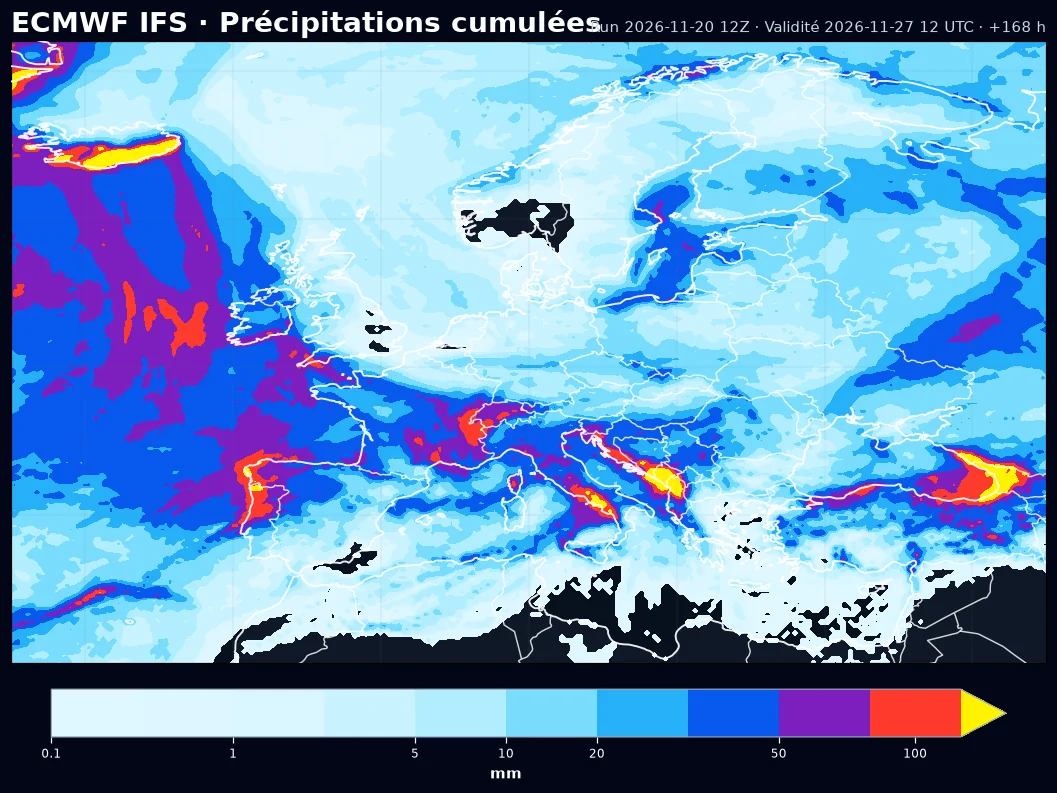 ECMWF IFS · Précipitations cumulées
Run 2026-11-20 12Z · Validité 2026-11-27 12 UTC · +168 h
0.1 1 5 10 20 50 100
mm